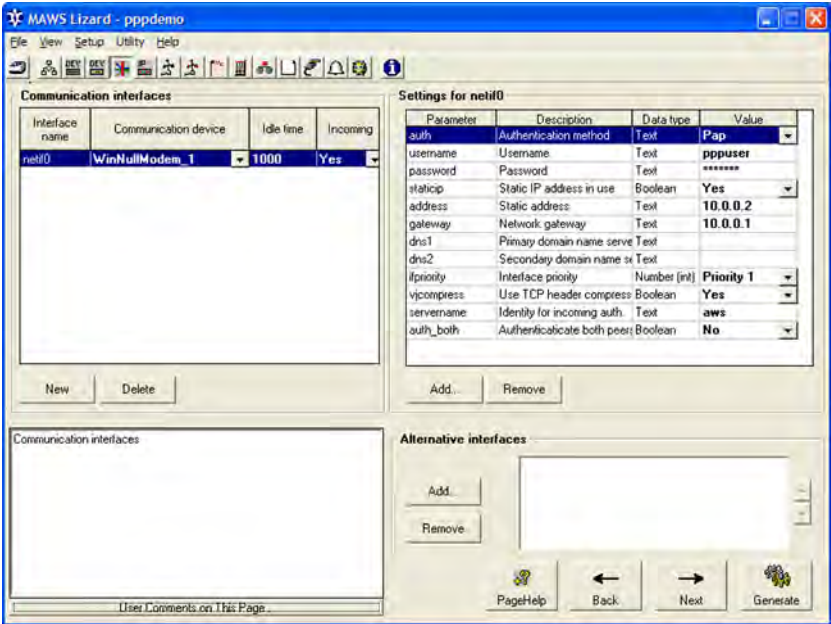 MAWS Lizard - pppdemo
File View Setup Utility Help
Communication interfaces
Interface name Communication device Idle time Incoming
netif0 WinNullModem_1 1000 Yes
New Delete
Settings for netif0
Parameter Description Data type Value
auth Authentication method Text Pap
username Username Text pppuser
password Password Text *******
staticip Static IP address in use Boolean Yes
address Static address Text 10.0.0.2
gateway Network gateway Text 10.0.0.1
dns1 Primary domain name serve Text
dns2 Secondary domain name se Text
ifpriority Interface priority Number (int) Priority 1
vjcompress Use TCP header compress Boolean Yes
servername Identity for incoming auth. Text aws
auth_both Authenticaticate both peers Boolean No
Add... Remove
Communication interfaces
User Comments on This Page
Alternative interfaces
Add...
Remove
PageHelp Back Next Generate